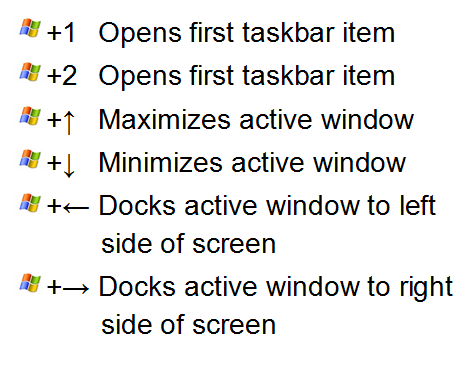 +1 Opens first taskbar item
+2 Opens first taskbar item
+↑ Maximizes active window
+↓ Minimizes active window
+← Docks active window to left
side of screen
+→ Docks active window to right
side of screen